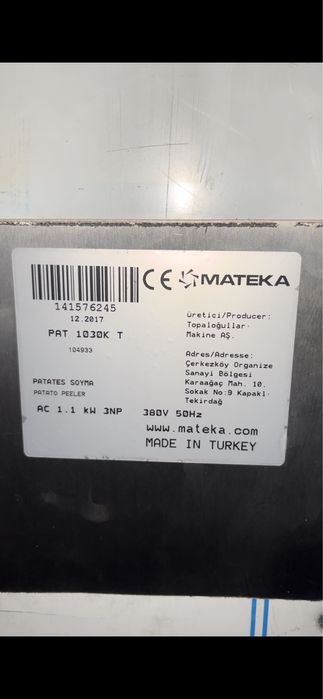 CE MATEKA
141576245
12.2017
PAT 1030K T
104933
PATATES SOYMA
PATATO PEELER
AC 1.1 kW 3NP 380V 50Hz
üretici/Producer:
Topaloğullar
Makine AŞ.
Adres/Adresse:
Çerkezköy Organize
Sanayi Bölgesi
Karaağaç Mah. 10.
Sokak No:9 Kapaklı
Tekirdağ
www.mateka.com
MADE IN TURKEY